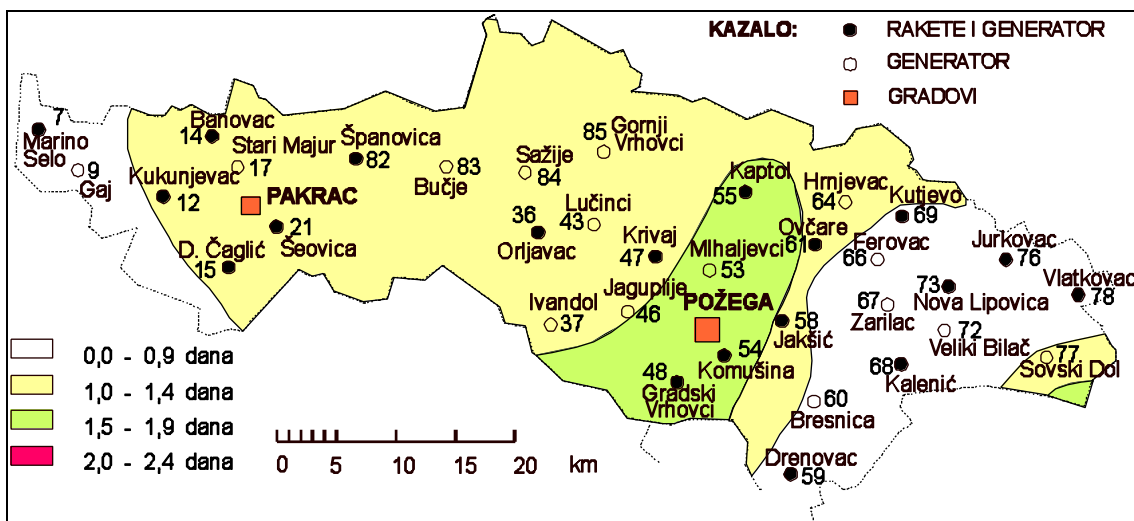 KAZALO:
RAKETE I GENERATOR
GENERATOR
GRADOVI
7
Marino
Selo
9
Gaj
Banovac
14
Stari Majur
17
Kukunjevac
12
PAKRAC
21
Šeovica
D. Čaglić
15
Španovica
82
83
Bučje
Sažije
84
85
Gornji
Vrhovci
36
Orljavac
Lučinci
43
Krivaj
47
Ivandol
37
Jaguplije
46
Kaptol
55
MIhaljevci
53
POŽEGA
54
Komušina
48
Gradski
Vrhovci
58
Jakšić
Hrnjevac
64
Kutjevo
69
Ovčare
61
Ferovac
66
Jurkovac
76
73
Nova Lipovica
Vlatkovac
78
67
Zarilac
72
Veliki Bilač
77
Sovski Dol
68
Kalenić
60
Bresnica
Drenovac
59
0,0 - 0,9 dana
1,0 - 1,4 dana
1,5 - 1,9 dana
2,0 - 2,4 dana
0 5 10 15 20 km